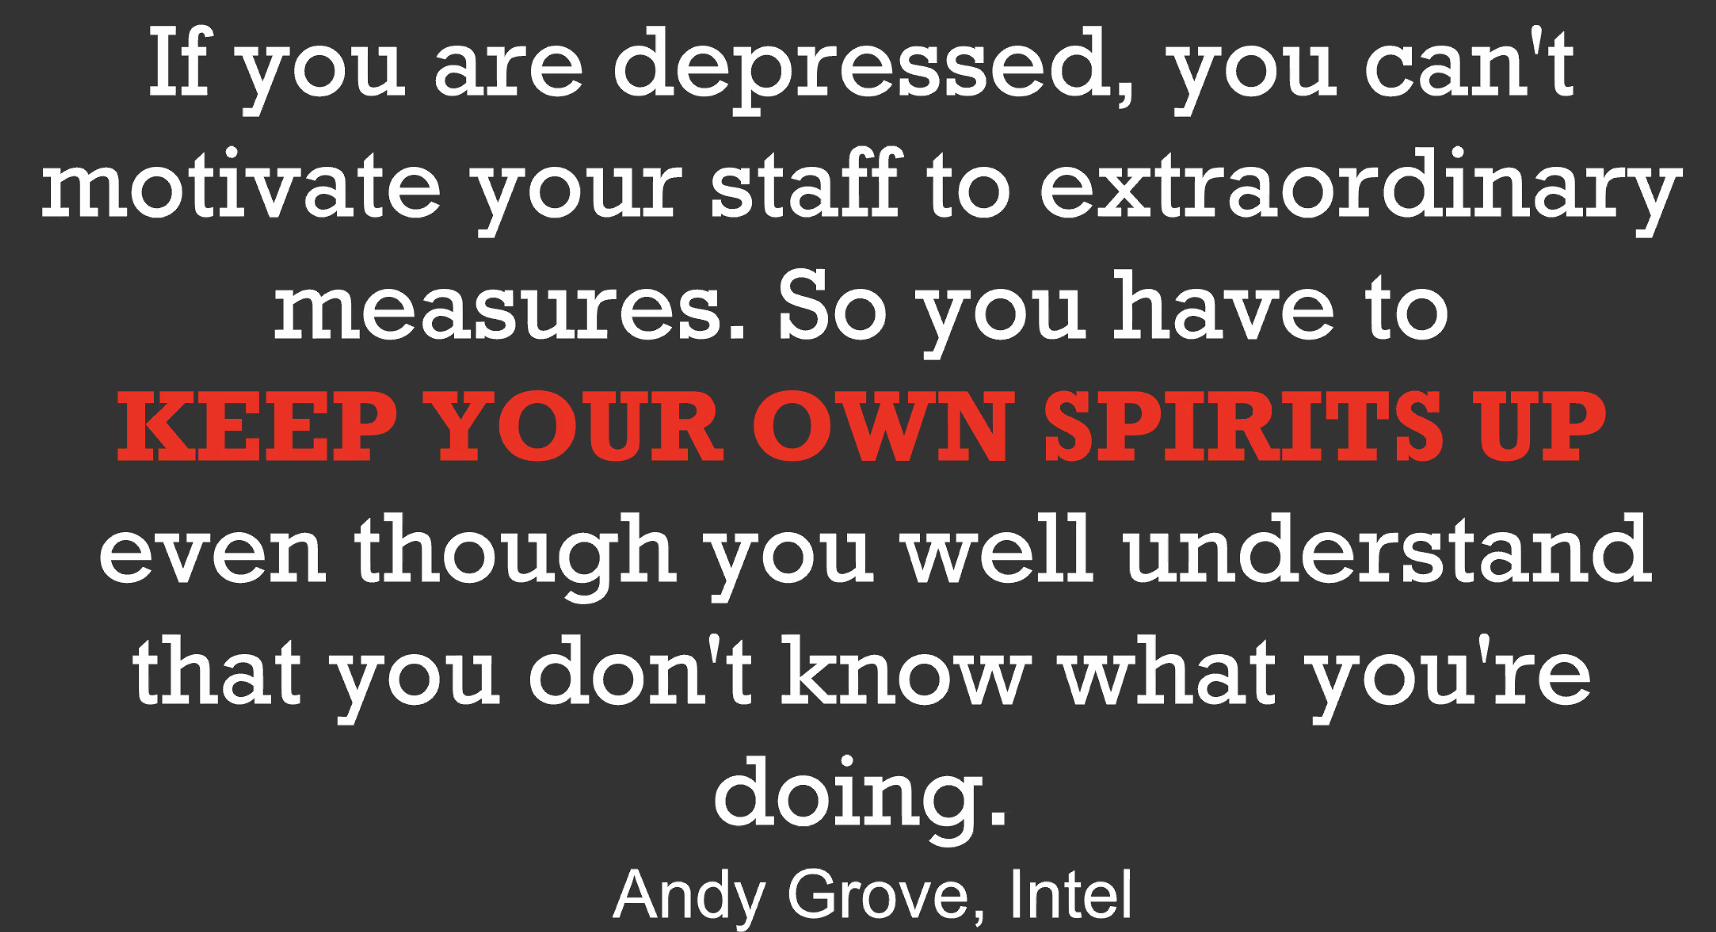 If you are depressed, you can't
motivate your staff to extraordinary
measures. So you have to
KEEP YOUR OWN SPIRITS UP
even though you well understand
that you don't know what you're
doing.
Andy Grove, Intel